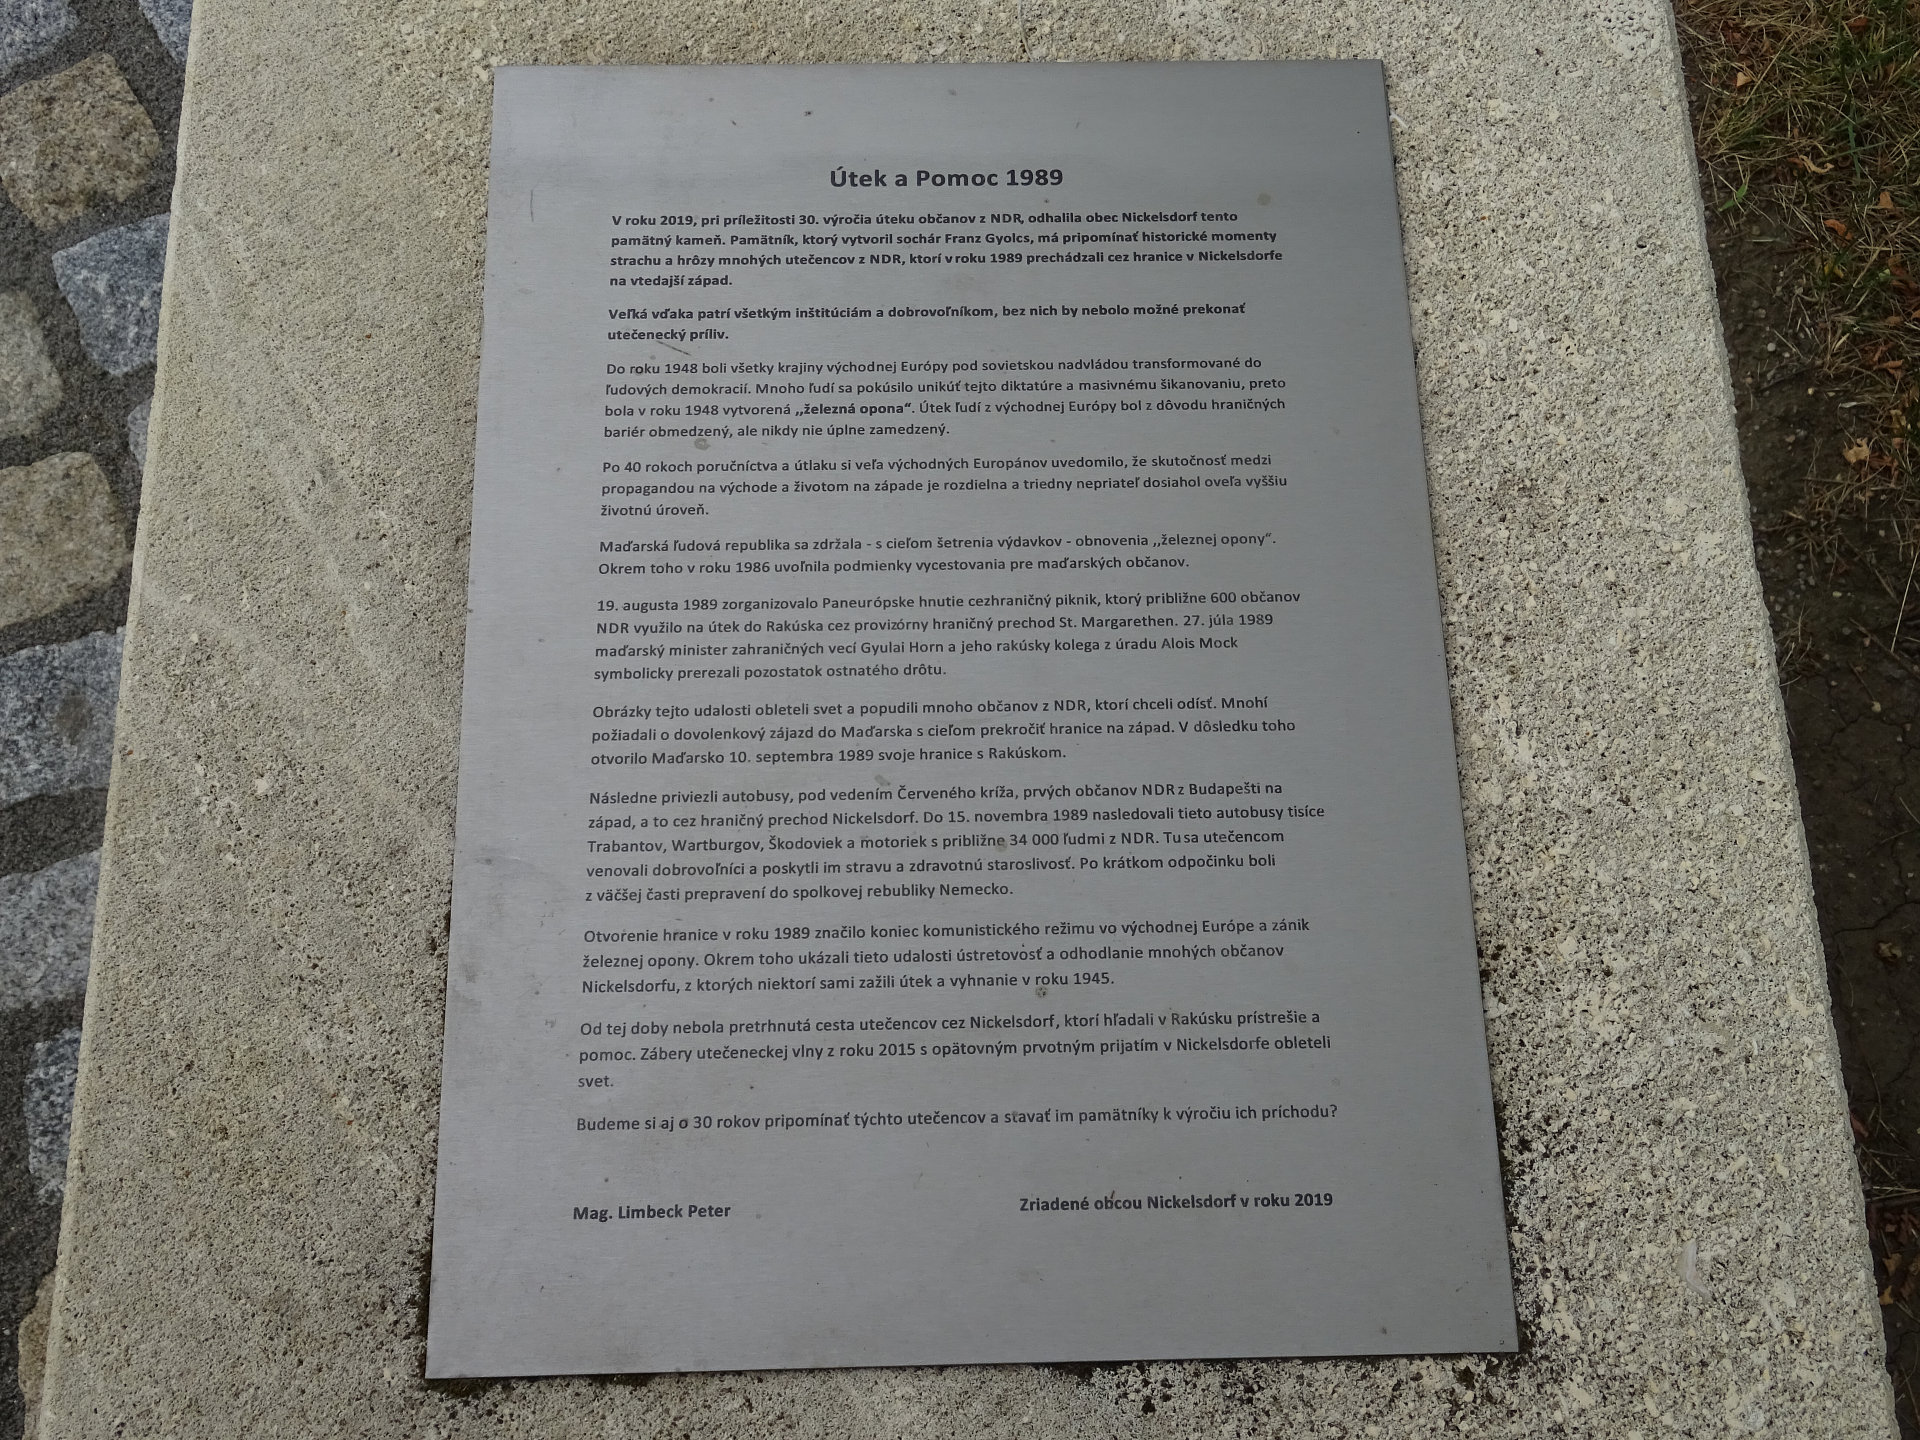 Útek a Pomoc 1989
V roku 2019, pri príležitosti 30. výročia úteku občanov z NDR, odhalila obec Nickelsdorf tento
pamätný kameň. Pamätník, ktorý vytvoril sochár Franz Gyolcs, má pripomínať historické momenty
strachu a hrôzy mnohých utečencov z NDR, ktorí v roku 1989 prechádzali cez hranice v Nickelsdorfe
na vtedajší západ.
Veľká vďaka patrí všetkým inštitúciám a dobrovoľníkom, bez nich by nebolo možné prekonať
utečenecký príliv.
Do roku 1948 boli všetky krajiny východnej Európy pod sovietskou nadvládou transformované do
ľudových demokracií. Mnoho ľudí sa pokúsilo unikúť tejto diktatúre a masivnému šikanovaniu, preto
bola v roku 1948 vytvorená ,,železná opona“. Útek ľudí z východnej Európy bol z dôvodu hraničných
bariér obmedzený, ale nikdy nie úplne zamedzený.
Po 40 rokoch poručníctva a útlaku si veľa východných Európanov uvedomilo, že skutočnosť medzi
propagandou na východe a životom na západe je rozdielna a triedny nepriateľ dosiahol oveľa vyššiu
životnú úroveň.
Maďarská ľudová republika sa zdržala - s cieľom šetrenia výdavkov - obnovenia ,,železnej opony“.
Okrem toho v roku 1986 uvoľnila podmienky vycestovania pre maďarských občanov.
19. augusta 1989 zorganizovalo Paneurópske hnutie cezhraničný piknik, ktorý približne 600 občanov
NDR využilo na útek do Rakúska cez provizórny hraničný prechod St. Margarethen. 27. júla 1989
maďarský minister zahraničných vecí Gyulai Horn a jeho rakúsky kolega z úradu Alois Mock
symbolicky prerezali pozostatok ostnatého drôtu.
Obrázky tejto udalosti obleteli svet a popudili mnoho občanov z NDR, ktorí chceli odísť. Mnohí
požiadali o dovolenkový zájazd do Maďarska s cieľom prekročiť hranice na západ. V dôsledku toho
otvorilo Maďarsko 10. septembra 1989 svoje hranice s Rakúskom.
Následne priviezli autobusy, pod vedením Červeného kríža, prvých občanov NDR z Budapešti na
západ, a to cez hraničný prechod Nickelsdorf. Do 15. novembra 1989 nasledovali tieto autobusy tisíce
Trabantov, Wartburgov, Škodoviek a motoriek s približne 34 000 ľudmi z NDR. Tu sa utečencom
venovali dobrovoľníci a poskytli im stravu a zdravotnú staroslivosť. Po krátkom odpočinku boli
z väčšej časti prepravení do spolkovej rebubliky Nemecko.
Otvorenie hranice v roku 1989 značilo koniec komunistického režimu vo východnej Európe a zánik
železnej opony. Okrem toho ukázali tieto udalosti ústretovosť a odhodlanie mnohých občanov
Nickelsdorfu, z ktorých niektorí sami zažili útek a vyhnanie v roku 1945.
Od tej doby nebola pretrhnutá cesta utečencov cez Nickelsdorf, ktorí hľadali v Rakúsku prístrešie a
pomoc. Zábery utečeneckej vlny z roku 2015 s opätovným prvotným prijatím v Nickelsdorfe obleteli
svet.
Budeme si aj o 30 rokov pripomínať týchto utečencov a stavať im pamätníky k výročiu ich príchodu?
Mag. Limbeck Peter
Zriadené obcou Nickelsdorf v roku 2019